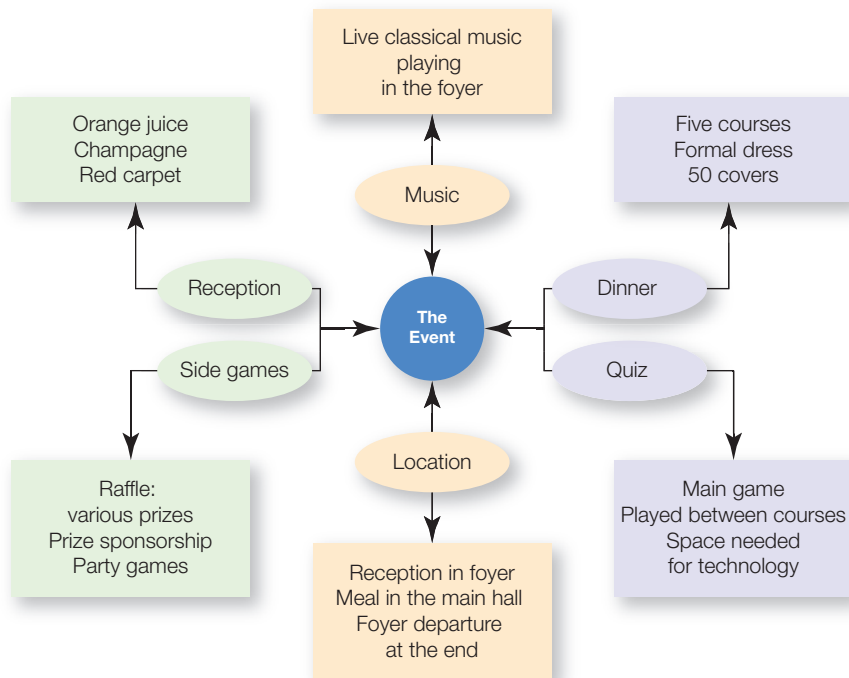 Live classical music
playing
in the foyer
Orange juice
Champagne
Red carpet
Five courses
Formal dress
50 covers
Music
Reception
Dinner
The
Event
Side games
Quiz
Location
Raffle:
various prizes
Prize sponsorship
Party games
Main game
Played between courses
Space needed
for technology
Reception in foyer
Meal in the main hall
Foyer departure
at the end